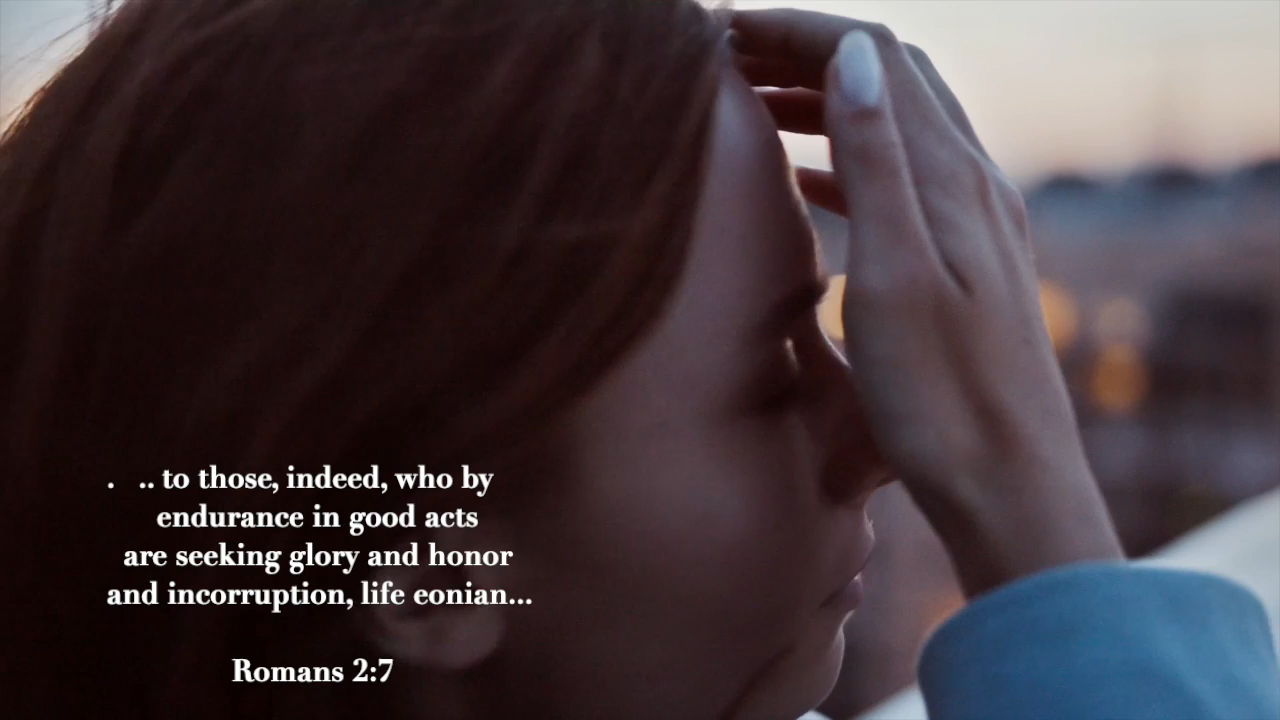 . .. to those, indeed, who by
endurance in good acts
are seeking glory and honor
and incorruption, life eonian...
Romans 2:7